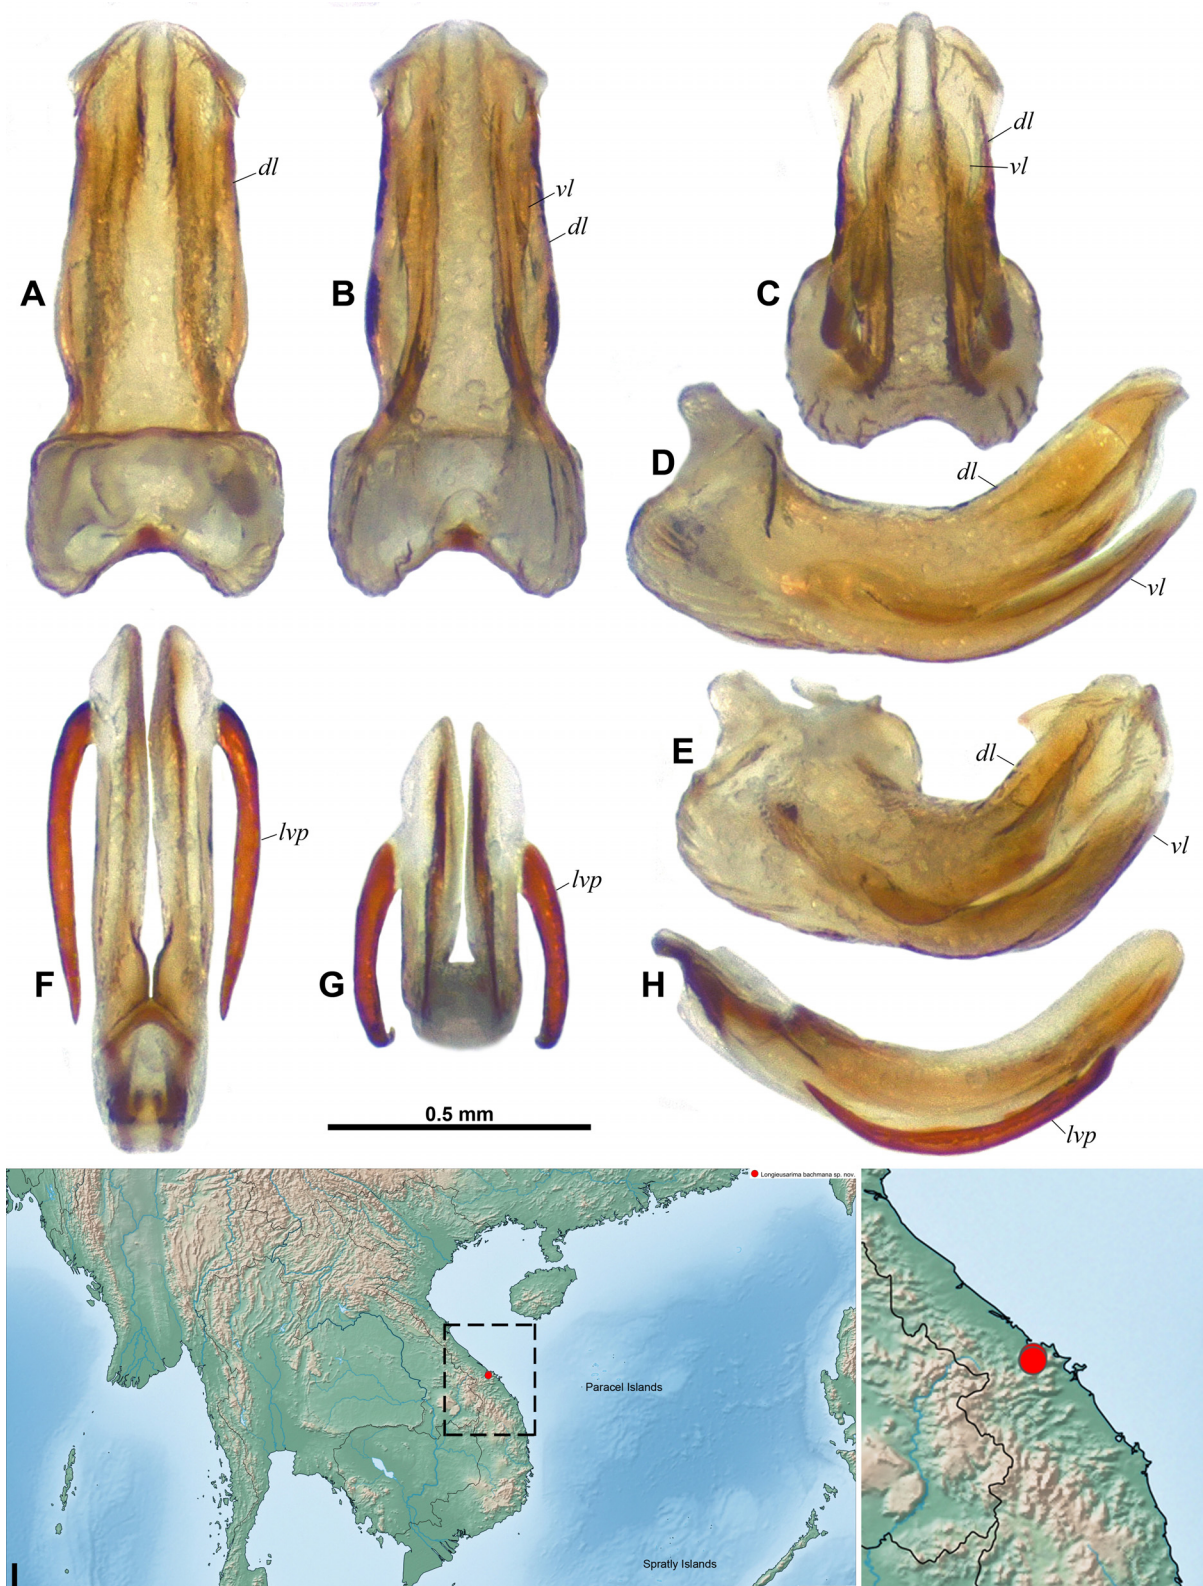 A
dl
B
vl
dl
C
dl
vl
D
dl
vl
E
dl
vl
F
lvp
G
lvp
H
lvp
0.5 mm
Longieusarima bachmana sp. nov.
Paracel Islands
Spratly Islands
I